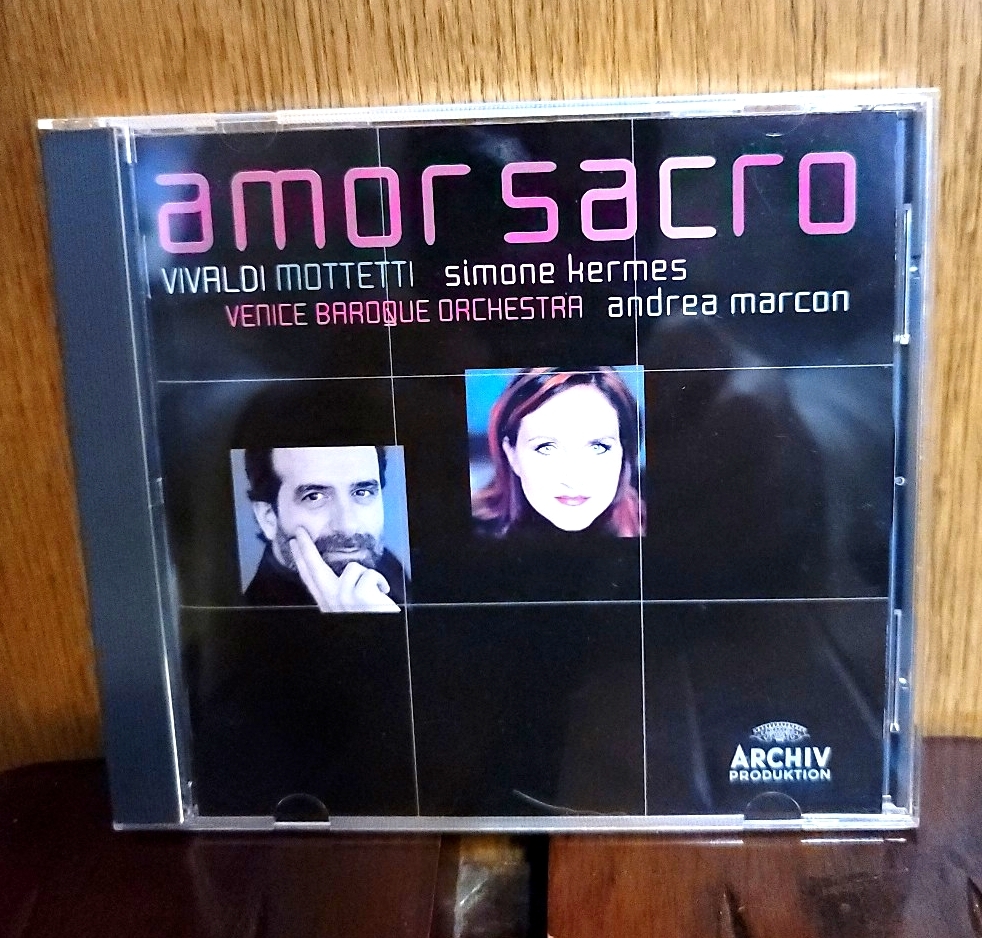 amor sacro
VIVALDI MOTTETTI simone kermes
VENICE BAROQUE ORCHESTRA andrea marcon
ARCHIV
PRODUKTION